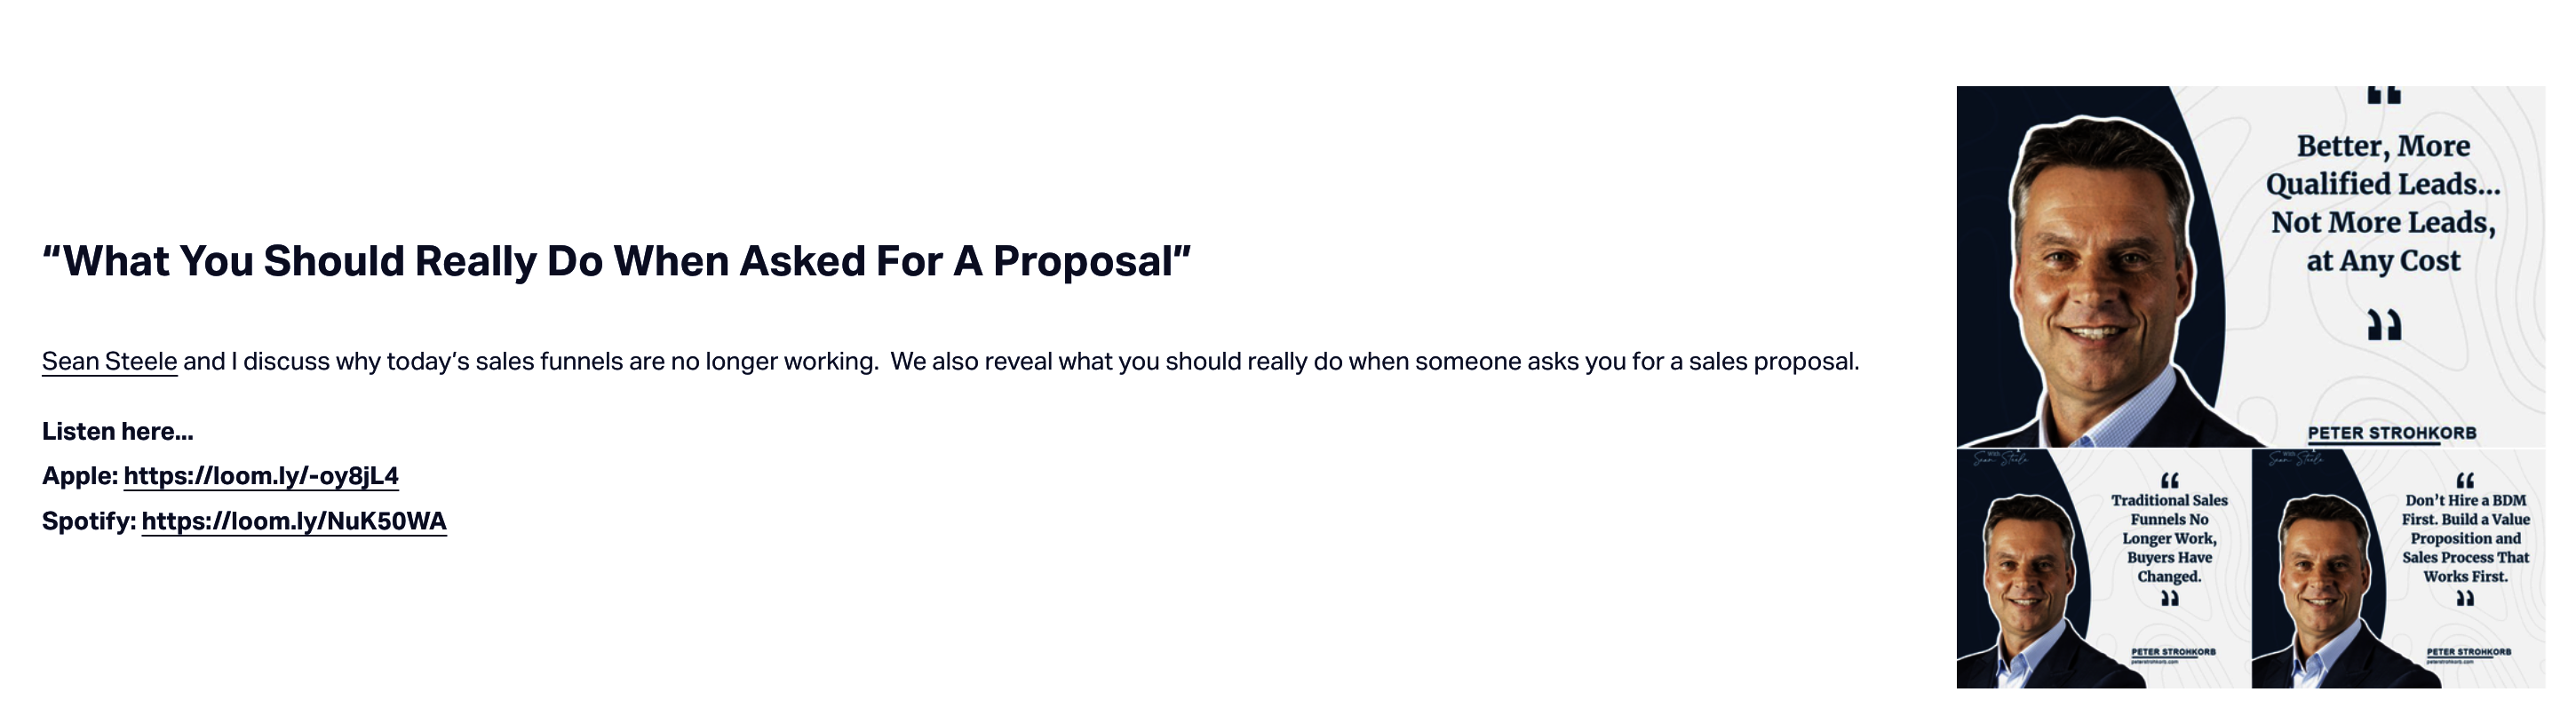 “What You Should Really Do When Asked For A Proposal”
Sean Steele and I discuss why today’s sales funnels are no longer working.  We also reveal what you should really do when someone asks you for a sales proposal.
Listen here...
Apple: https://loom.ly/-oy8jL4
Spotify: https://loom.ly/NuK50WA
“
Better, More
Qualified Leads...
Not More Leads,
at Any Cost
”
PETER STROHKORB
Sean Steele
“
Traditional Sales
Funnels No
Longer Work,
Buyers Have
Changed.
”
PETER STROHKORB
peterstrohkorb.com
Sean Steele
“
Don’t Hire a BDM
First. Build a Value
Proposition and
Sales Process That
Works First.
”
PETER STROHKORB
peterstrohkorb.com